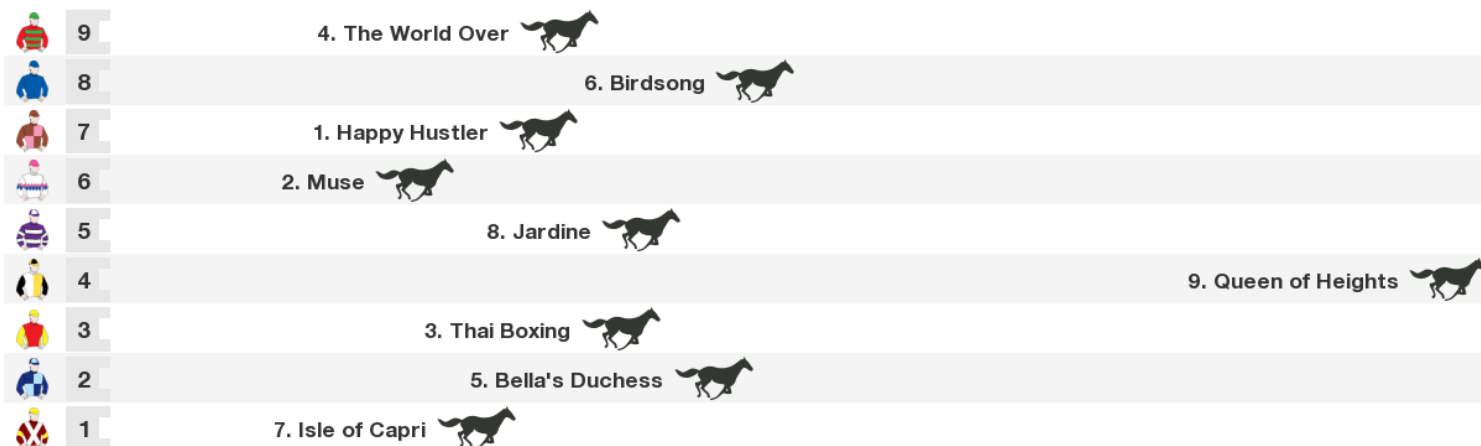 9 4. The World Over
8 6. Birdsong
7 1. Happy Hustler
6 2. Muse
5 8. Jardine
4 9. Queen of Heights
3 3. Thai Boxing
2 5. Bella's Duchess
1 7. Isle of Capri